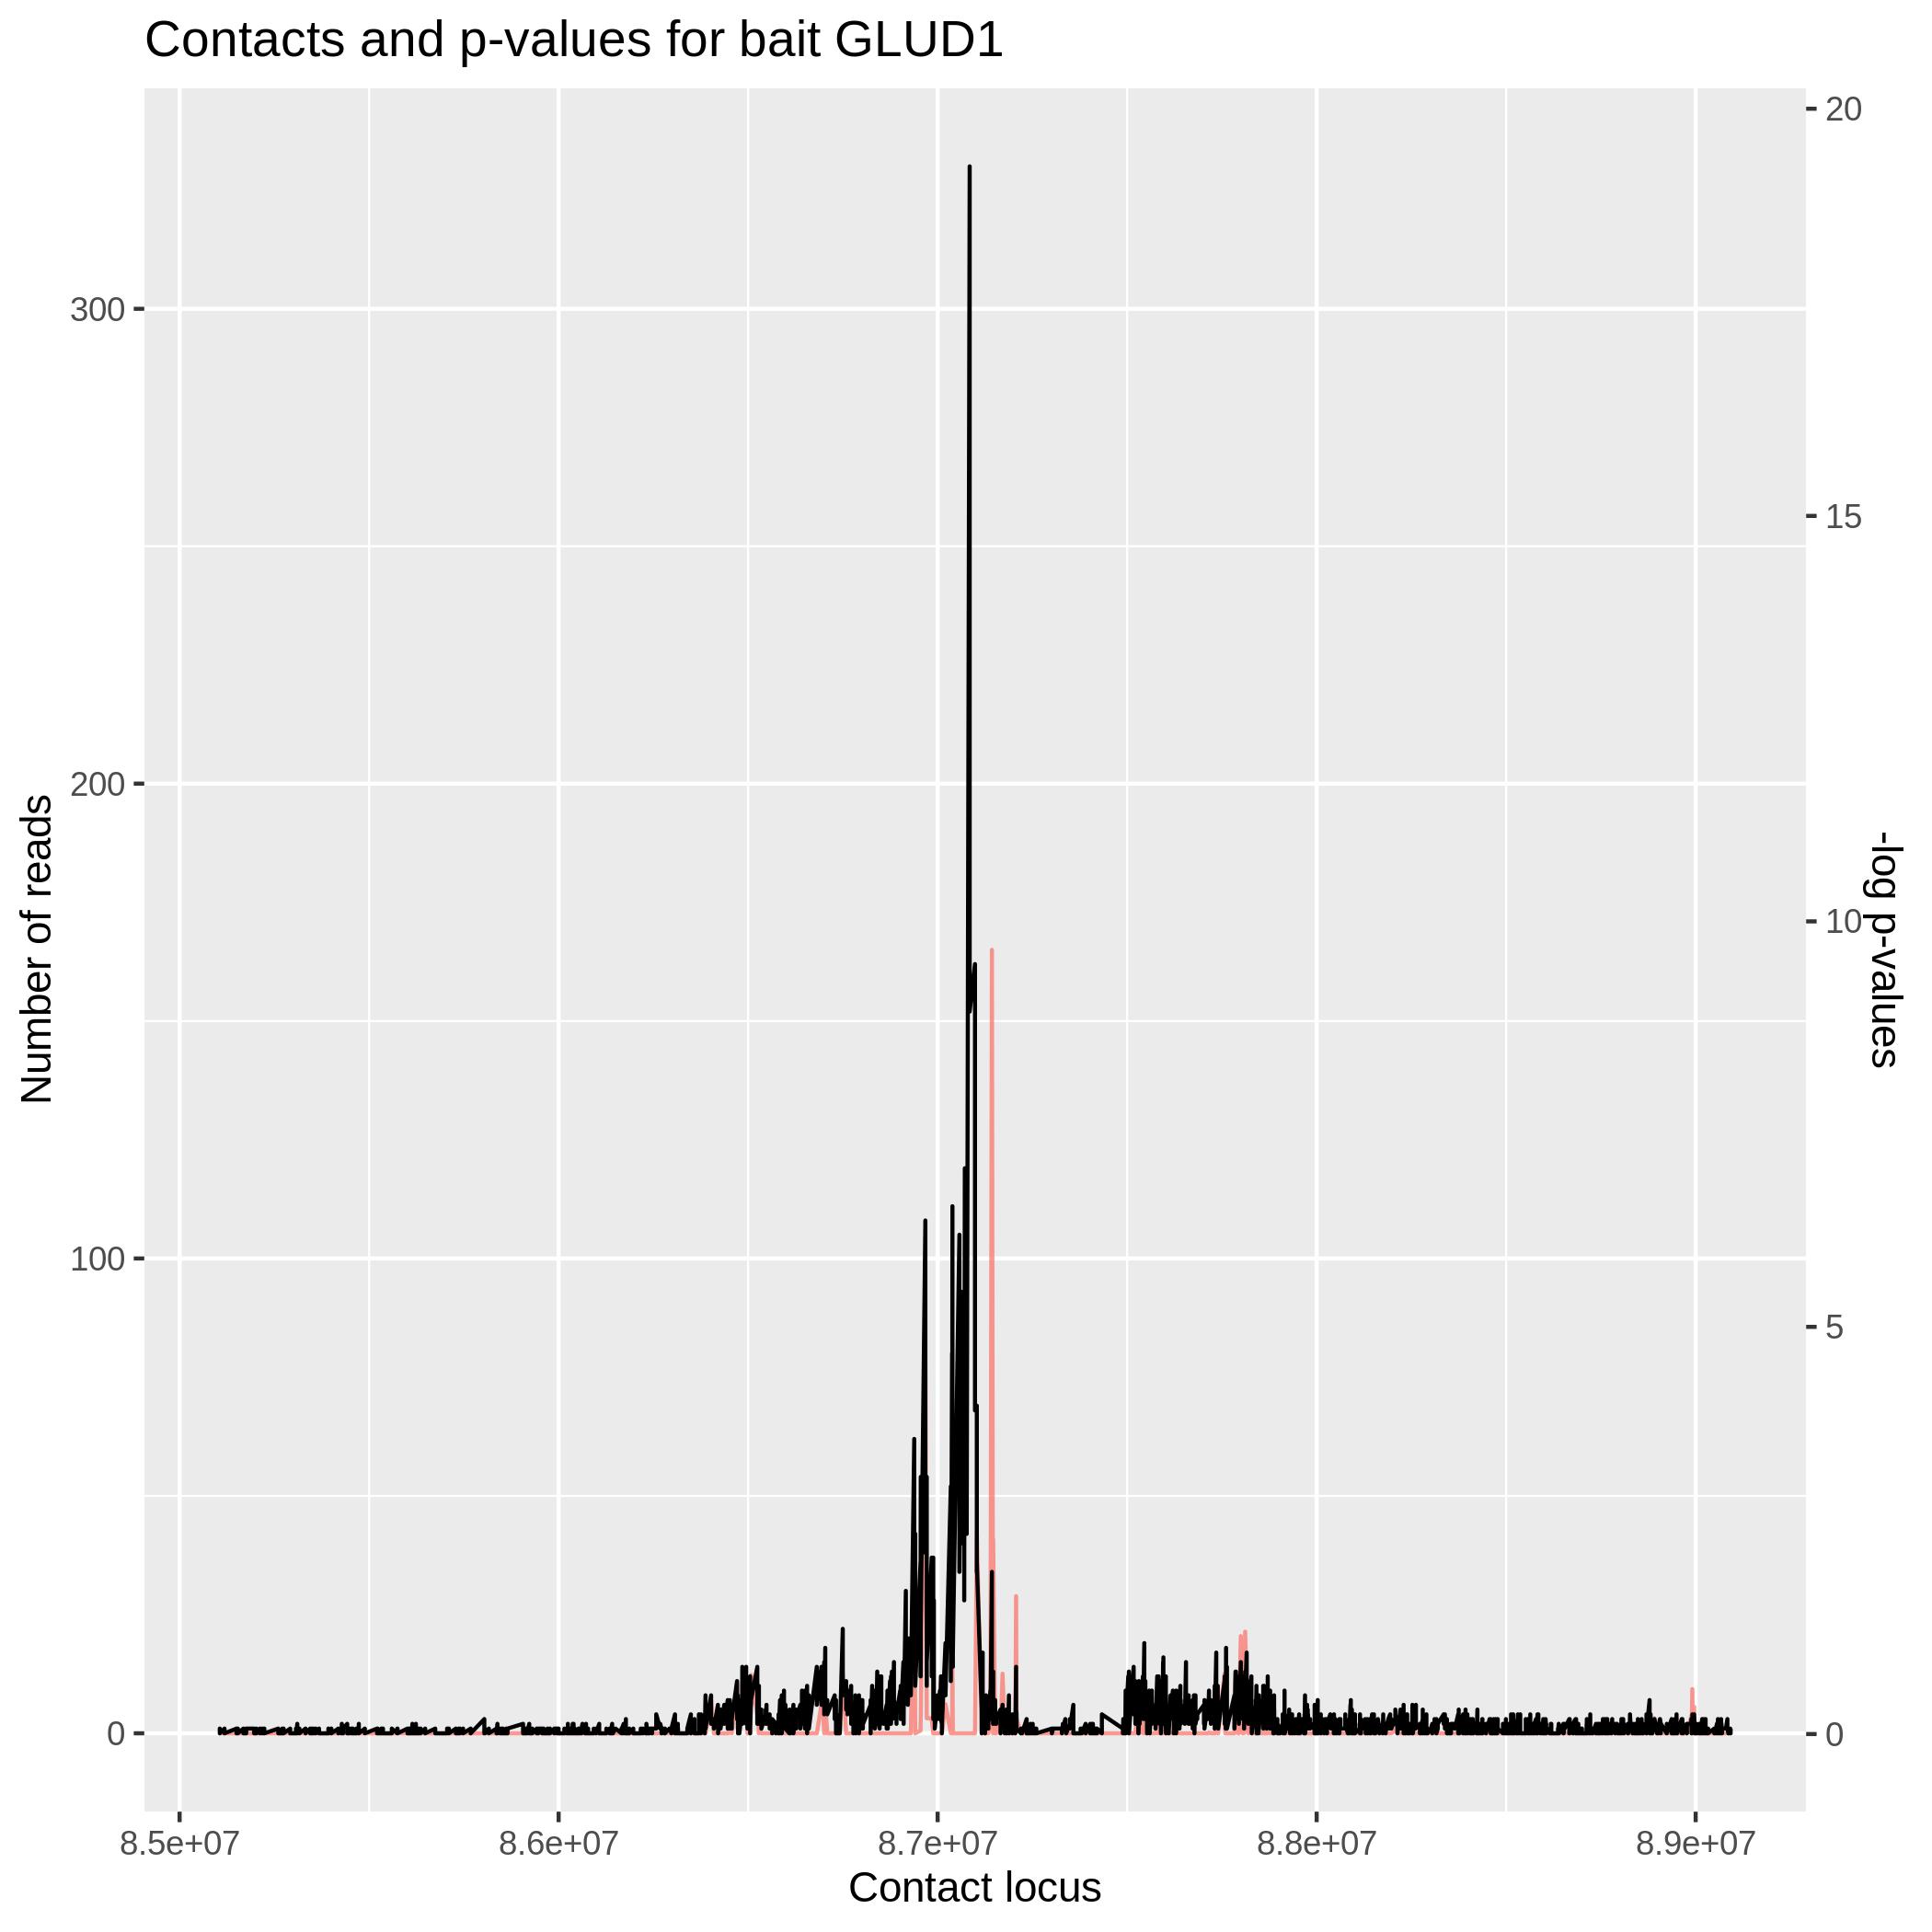 Contacts and p-values for bait GLUD1
Number of reads
300
200
100
0
20
15
10
5
0
-log p-values
8.5e+07
8.6e+07
8.7e+07
8.8e+07
8.9e+07
Contact locus